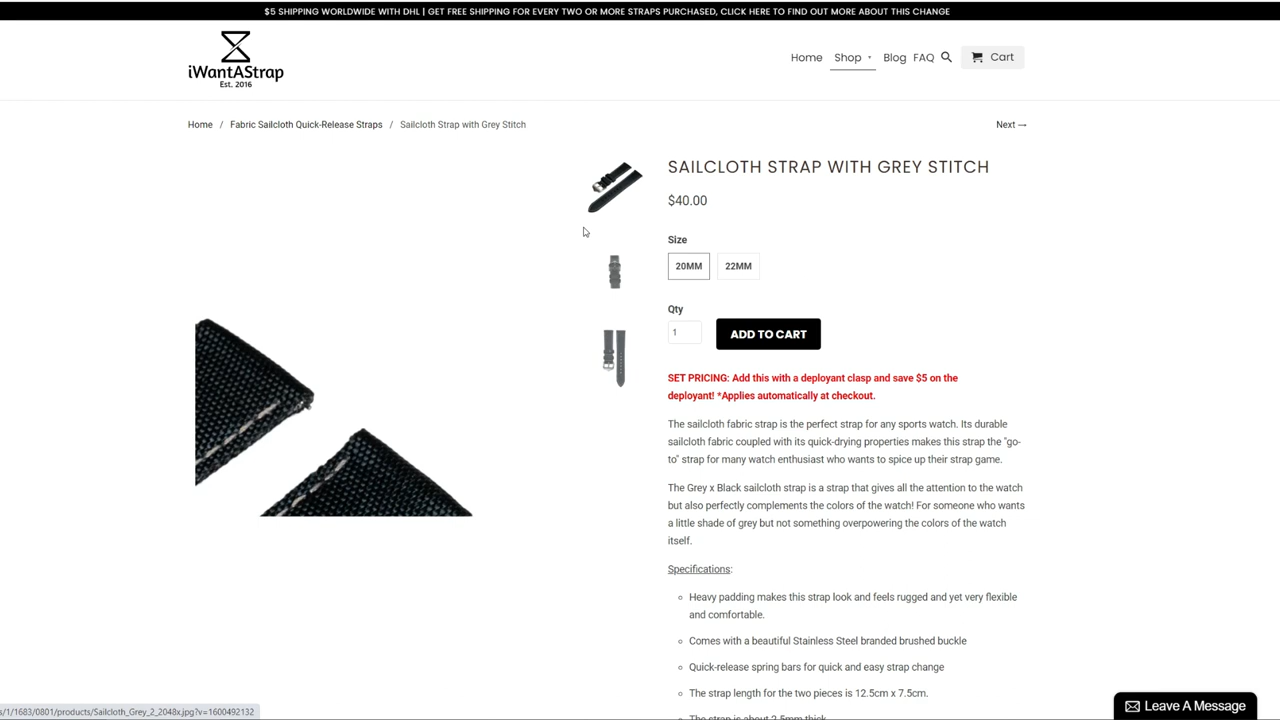 $5 SHIPPING WORLDWIDE WITH DHL | GET FREE SHIPPING FOR EVERY TWO OR MORE STRAPS PURCHASED, CLICK HERE TO FIND OUT MORE ABOUT THIS CHANGE
iWantAStrap
Est. 2016
Home Shop Blog FAQ Cart
Home / Fabric Sailcloth Quick-Release Straps / Sailcloth Strap with Grey Stitch
Next →
SAILCLOTH STRAP WITH GREY STITCH
$40.00
Size
20MM 22MM
Qty
1 ADD TO CART
SET PRICING: Add this with a deployant clasp and save $5 on the
deployant! *Applies automatically at checkout.
The sailcloth fabric strap is the perfect strap for any sports watch. Its durable
sailcloth fabric coupled with its quick-drying properties makes this strap the "go-
to" strap for many watch enthusiast who wants to spice up their strap game.
The Grey x Black sailcloth strap is a strap that gives all the attention to the watch
but also perfectly complements the colors of the watch! For someone who wants
a little shade of grey but not something overpowering the colors of the watch
itself.
Specifications:
Heavy padding makes this strap look and feels rugged and yet very flexible
and comfortable.
Comes with a beautiful Stainless Steel branded brushed buckle
Quick-release spring bars for quick and easy strap change
The strap length for the two pieces is 12.5cm x 7.5cm.
The strap is about 2.5mm thick
s/1/1683/0801/products/Sailcloth_Grey_2_2048x.jpg?v=1600492132
Leave A Message